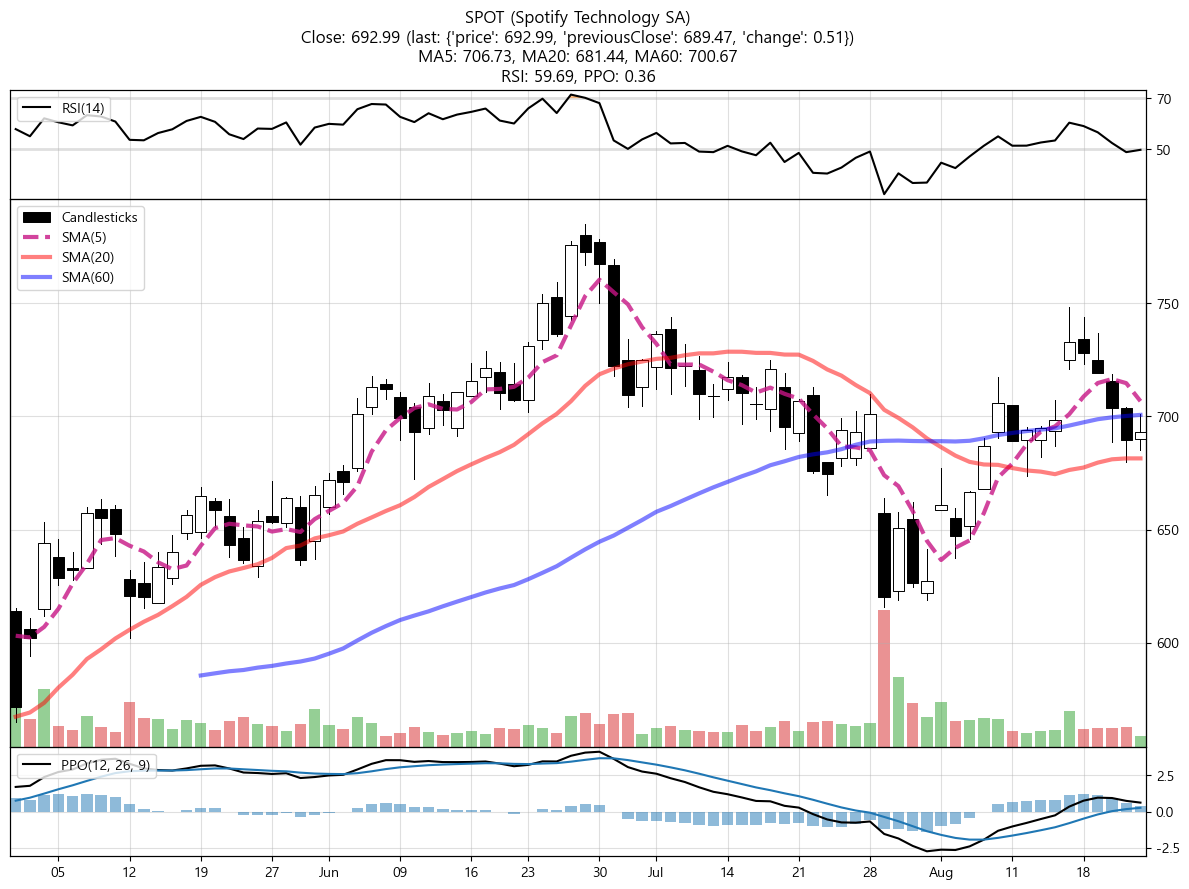 SPOT (Spotify Technology SA)
Close: 692.99 (last: {'price': 692.99, 'previousClose': 689.47, 'change': 0.51})
MA5: 706.73, MA20: 681.44, MA60: 700.67
RSI: 59.69, PPO: 0.36
RSI(14)
70
50
Candlesticks
SMA(5)
SMA(20)
SMA(60)
750
700
650
600
PPO(12, 26, 9)
2.5
0.0
−2.5
05 12 19 27 Jun 09 16 23 30 Jul 07 14 21 28 Aug 11 18